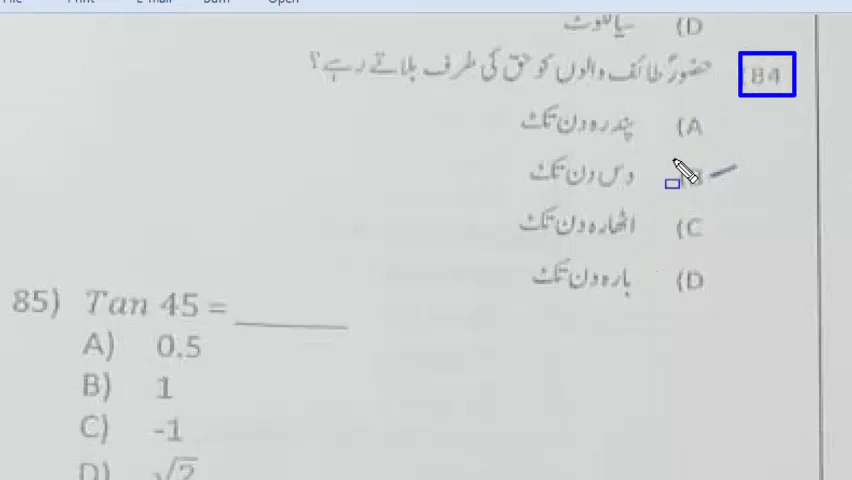 File Print E-mail Burn Open
D) سیالکوٹ
84) حضورؐ طائف والوں کو حق کی طرف بلاتے رہے؟
A) پندرہ دن تک
B) دس دن تک
C) اٹھارہ دن تک
D) بارہ دن تک
85) Tan 45 = ______
A) 0.5
B) 1
C) -1
D) √2